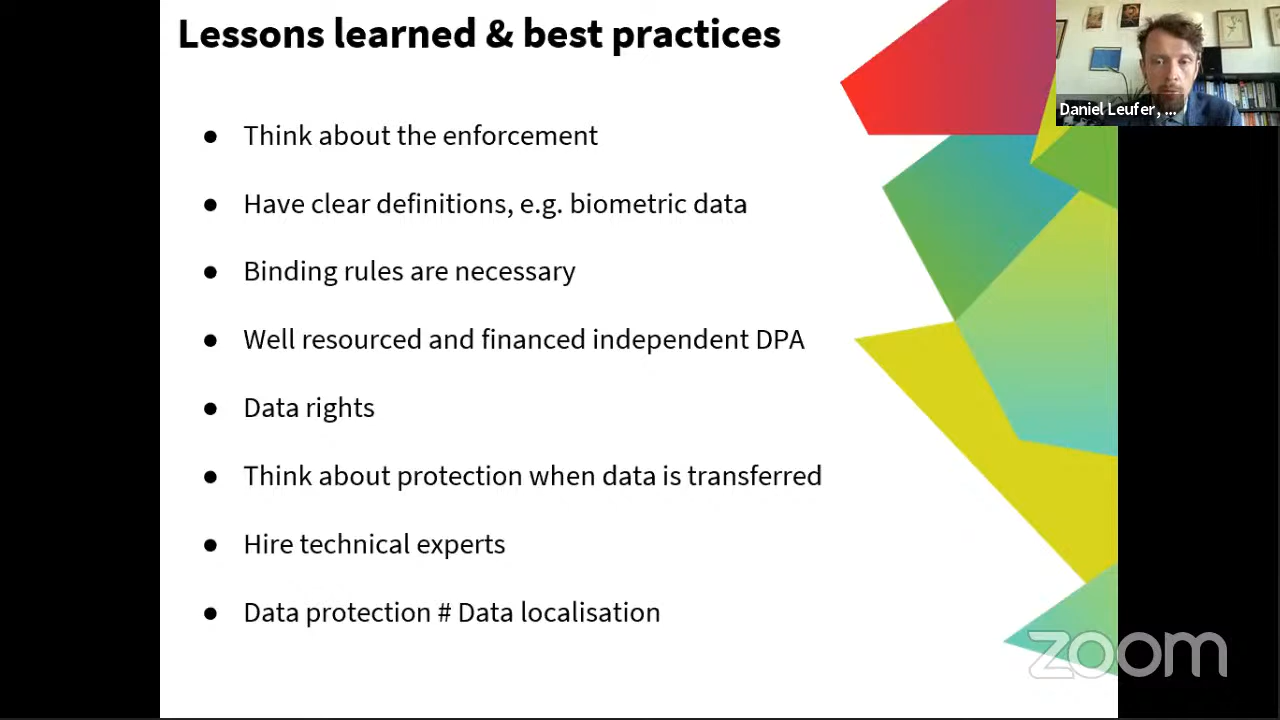 Lessons learned & best practices
Daniel Leufer, ...
● Think about the enforcement
● Have clear definitions, e.g. biometric data
● Binding rules are necessary
● Well resourced and financed independent DPA
● Data rights
● Think about protection when data is transferred
● Hire technical experts
● Data protection # Data localisation
zoom